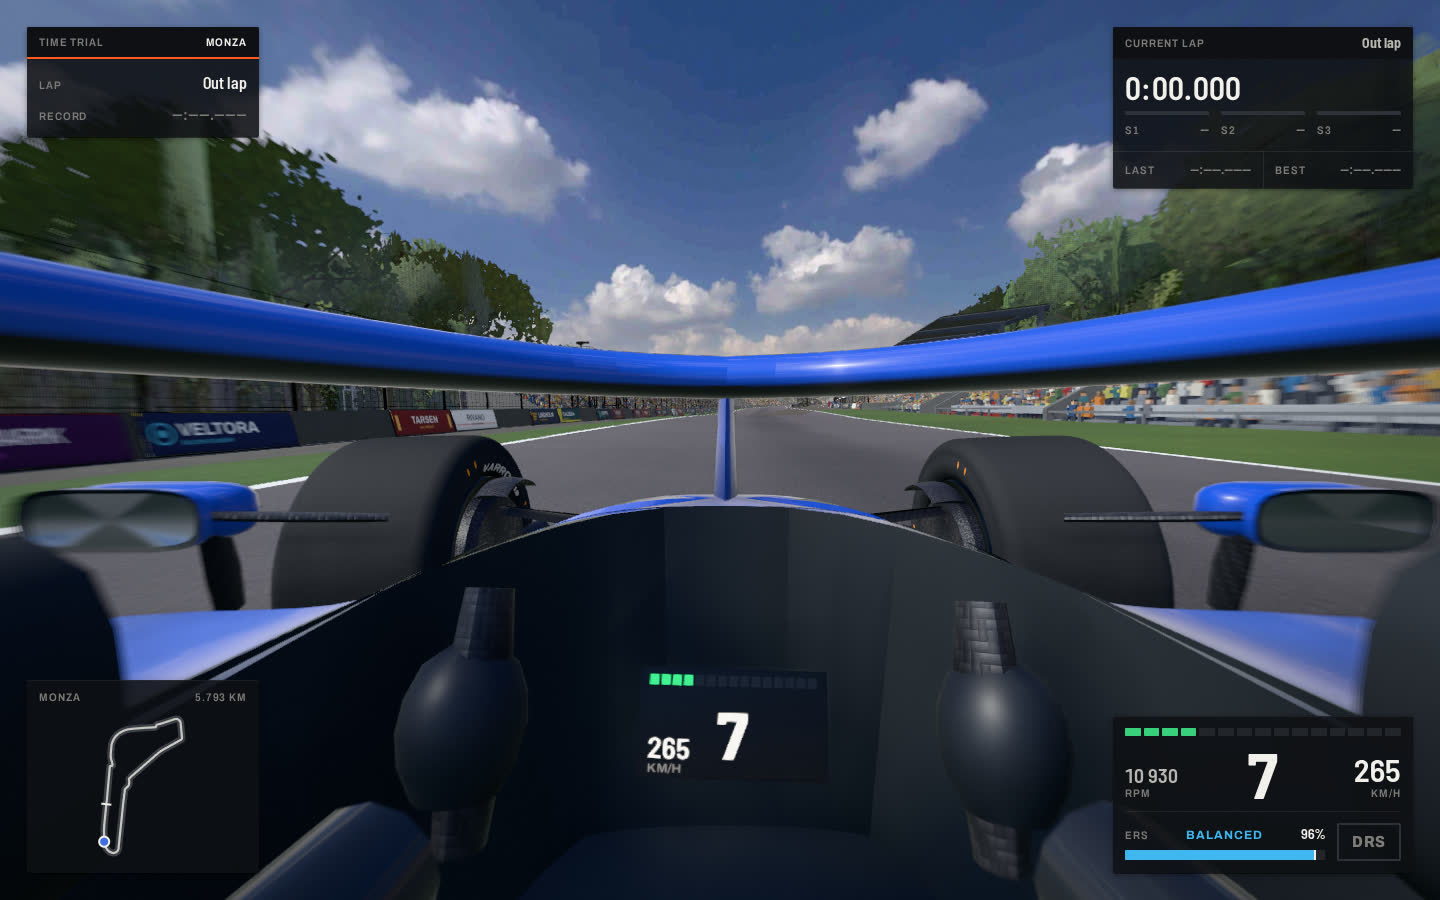 TIME TRIAL MONZA
LAP Out lap
RECORD –:––.–––
CURRENT LAP Out lap
0:00.000
S1 – S2 – S3 –
LAST –:––.––– BEST –:––.–––
VELTORA
TARSEN
265 7
KM/H
MONZA 5.793 KM
10 930 7 265
RPM KM/H
ERS BALANCED 96% DRS